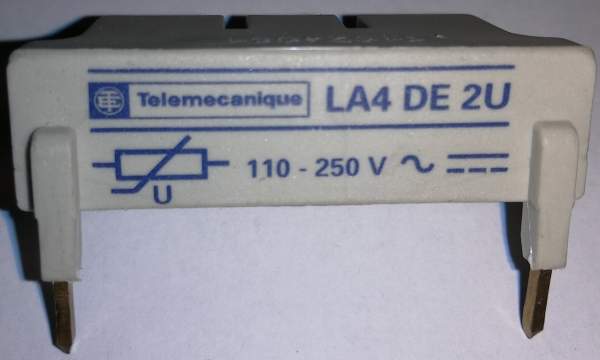 Telemecanique LA4 DE 2U
U 110 - 250 V ~ ⎓